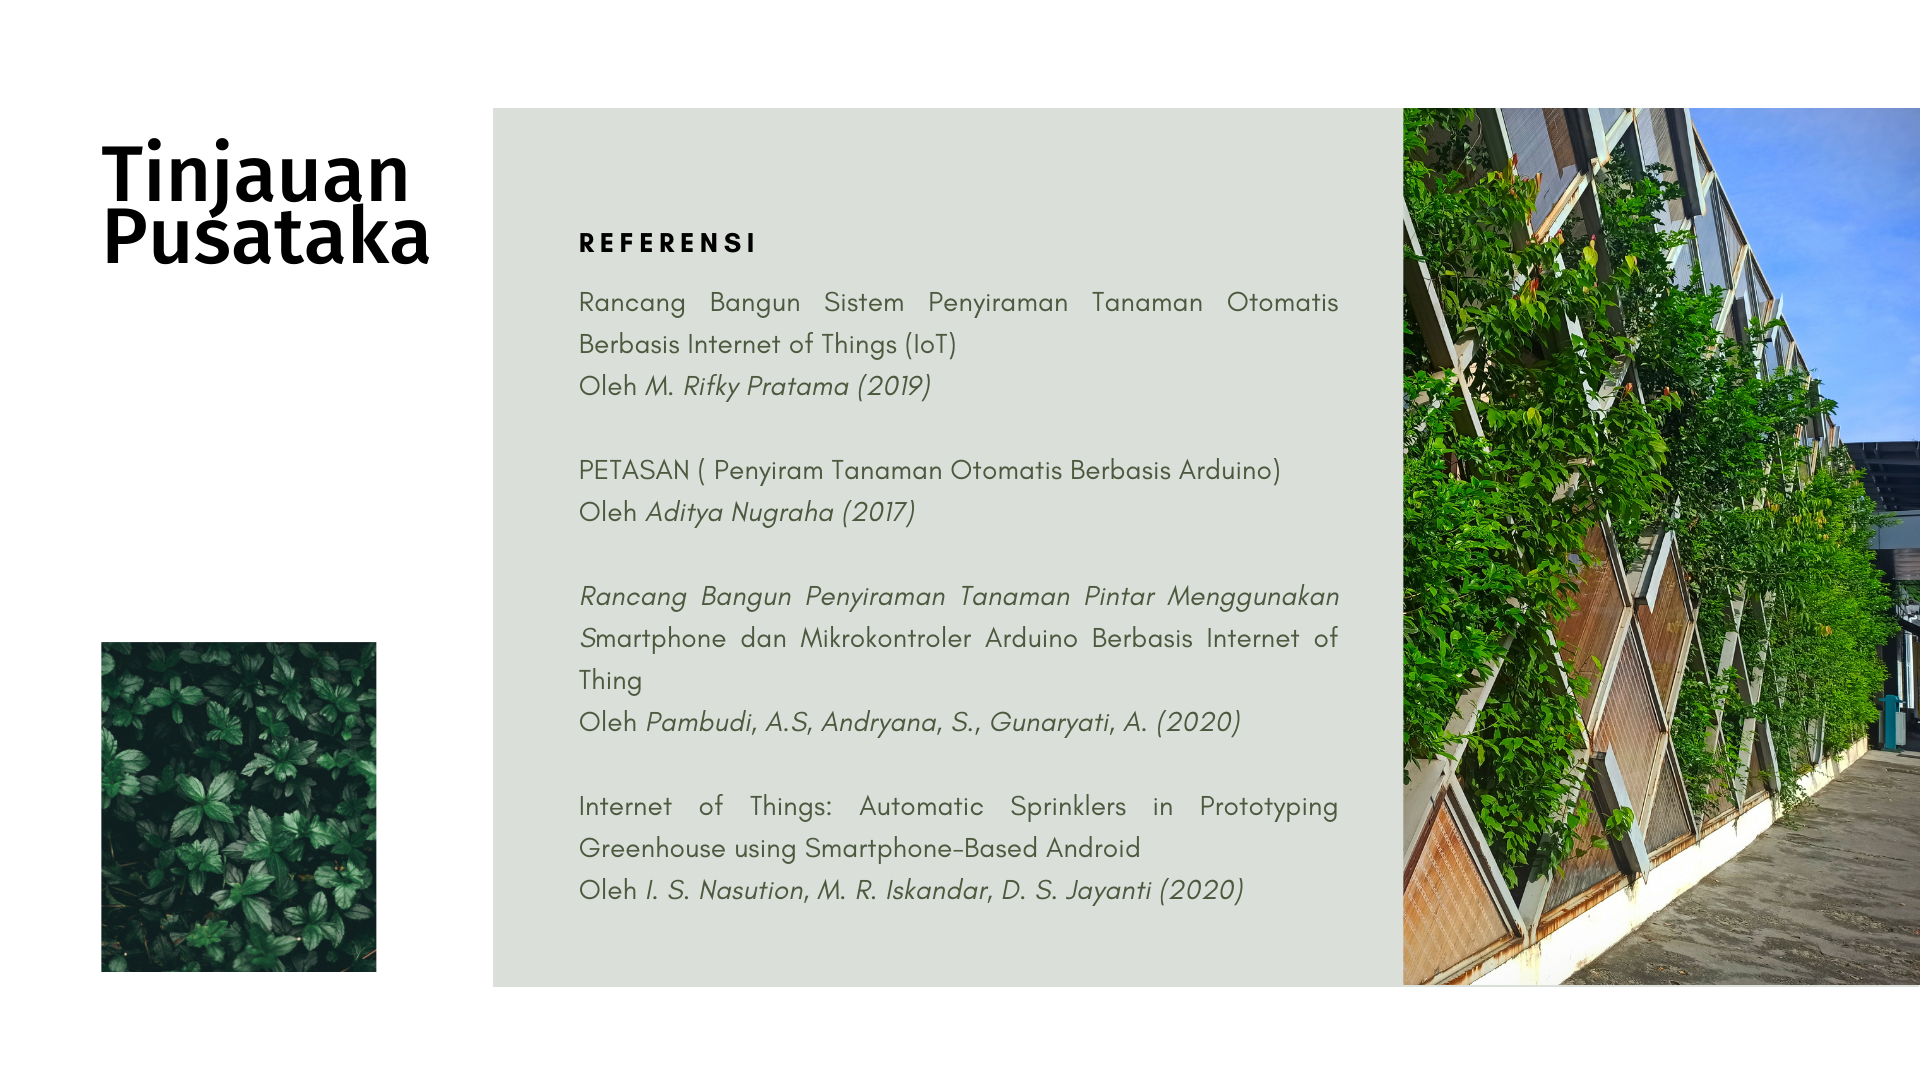 Tinjauan
Pusataka
REFERENSI
Rancang Bangun Sistem Penyiraman Tanaman Otomatis
Berbasis Internet of Things (IoT)
Oleh M. Rifky Pratama (2019)
PETASAN ( Penyiram Tanaman Otomatis Berbasis Arduino)
Oleh Aditya Nugraha (2017)
Rancang Bangun Penyiraman Tanaman Pintar Menggunakan
Smartphone dan Mikrokontroler Arduino Berbasis Internet of
Thing
Oleh Pambudi, A.S, Andryana, S., Gunaryati, A. (2020)
Internet of Things: Automatic Sprinklers in Prototyping
Greenhouse using Smartphone-Based Android
Oleh I. S. Nasution, M. R. Iskandar, D. S. Jayanti (2020)